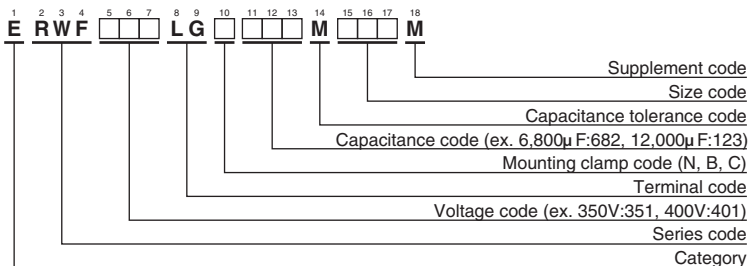 1 2 3 4 5 6 7 8 9 10 11 12 13 14 15 16 17 18
E RWF □□□ LG □ □□□ M □□□ M
Supplement code
Size code
Capacitance tolerance code
Capacitance code (ex. 6,800μF:682, 12,000μF:123)
Mounting clamp code (N, B, C)
Terminal code
Voltage code (ex. 350V:351, 400V:401)
Series code
Category